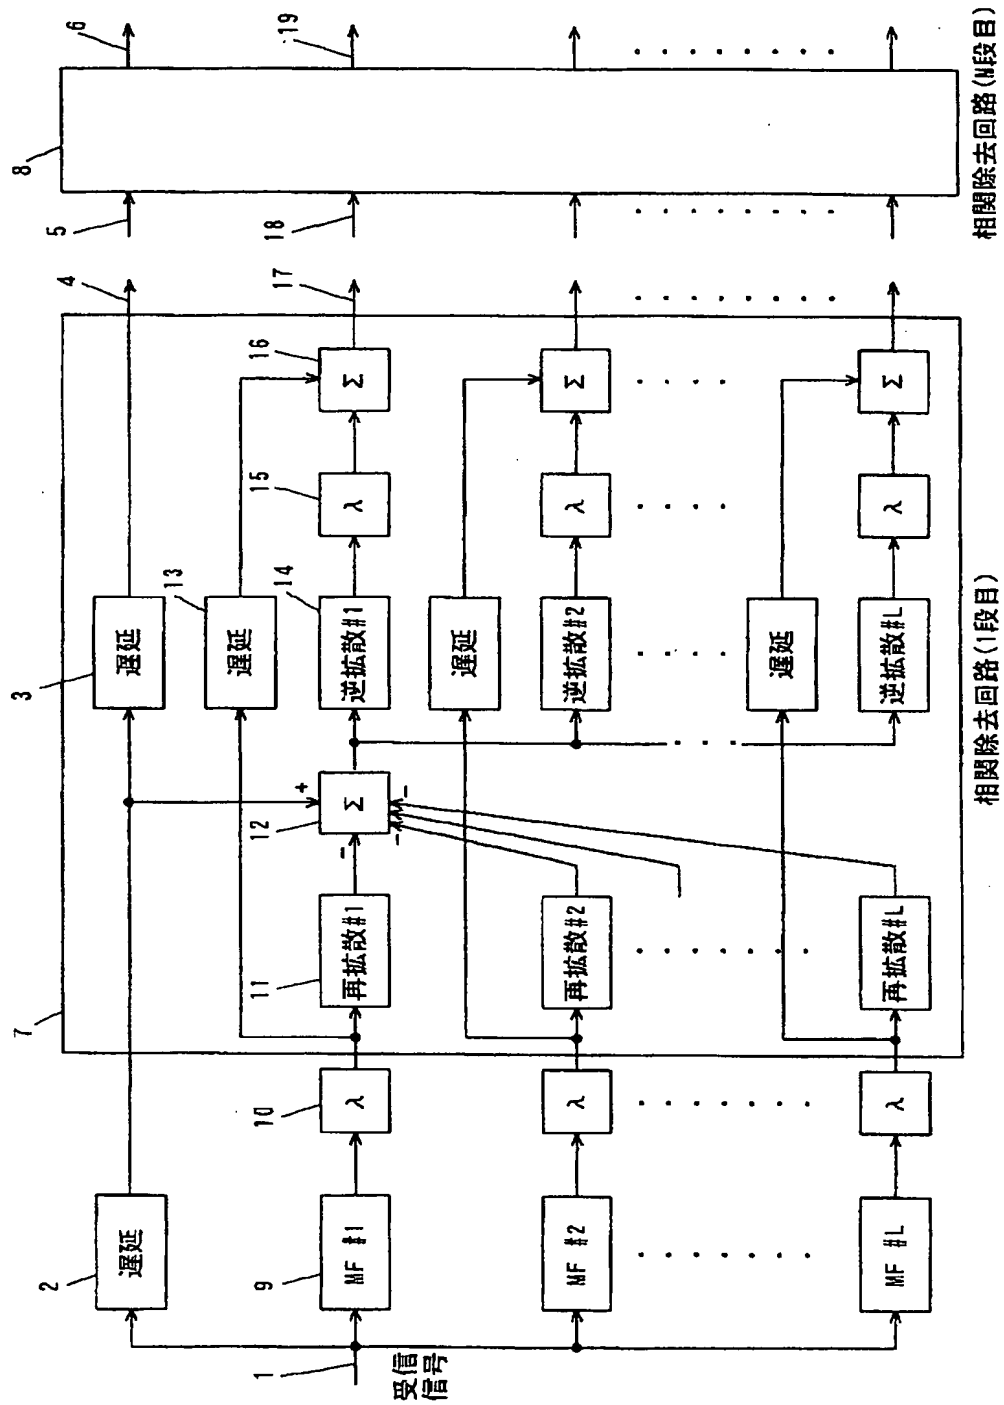 1
受信
信号
2
遅延
9
MF #1
MF #2
MF #L
10
λ
λ
λ
7
11
再拡散#1
再拡散#2
再拡散#L
12
Σ
+
-
-
-
3
遅延
13
遅延
14
逆拡散#1
遅延
逆拡散#2
遅延
逆拡散#L
15
λ
λ
λ
16
Σ
Σ
Σ
4
17
相関除去回路(1段目)
5
18
8
6
19
相関除去回路(N段目)